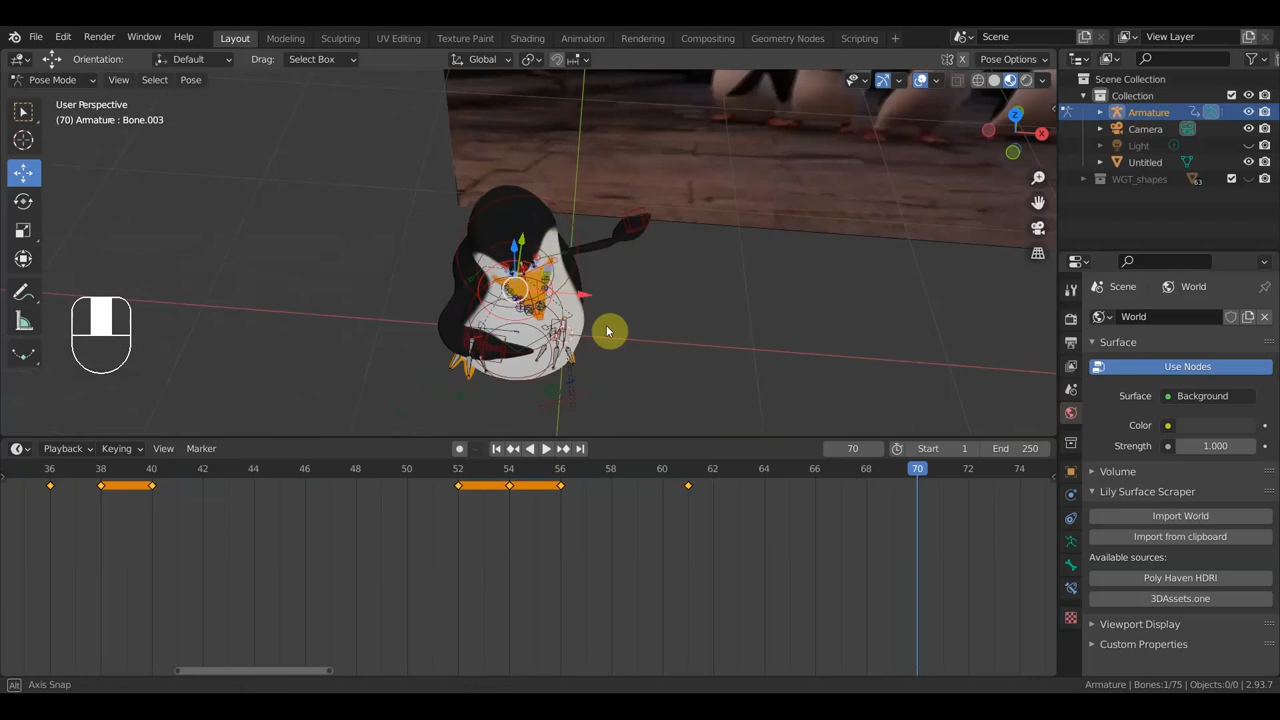 File Edit Render Window Help Layout Modeling Sculpting UV Editing Texture Paint Shading Animation Rendering Compositing Geometry Nodes Scripting + Scene View Layer
Orientation: Default Drag: Select Box Global Pose Options
Pose Mode View Select Pose
User Perspective
(70) Armature : Bone.003
Z
X
Scene Collection
Collection
Armature
Camera
Light
Untitled
WGT_shapes 63
Scene World
World
Surface
Use Nodes
Surface Background
Color
Strength 1.000
Volume
Lily Surface Scraper
Import World
Import from clipboard
Available sources:
Poly Haven HDRI
3DAssets.one
Viewport Display
Custom Properties
Playback Keying View Marker 70 Start 1 End 250
36 38 40 42 44 46 48 50 52 54 56 58 60 62 64 66 68 70 72 74
Alt Axis Snap Armature | Bones:1/75 | Objects:0/0 | 2.93.7